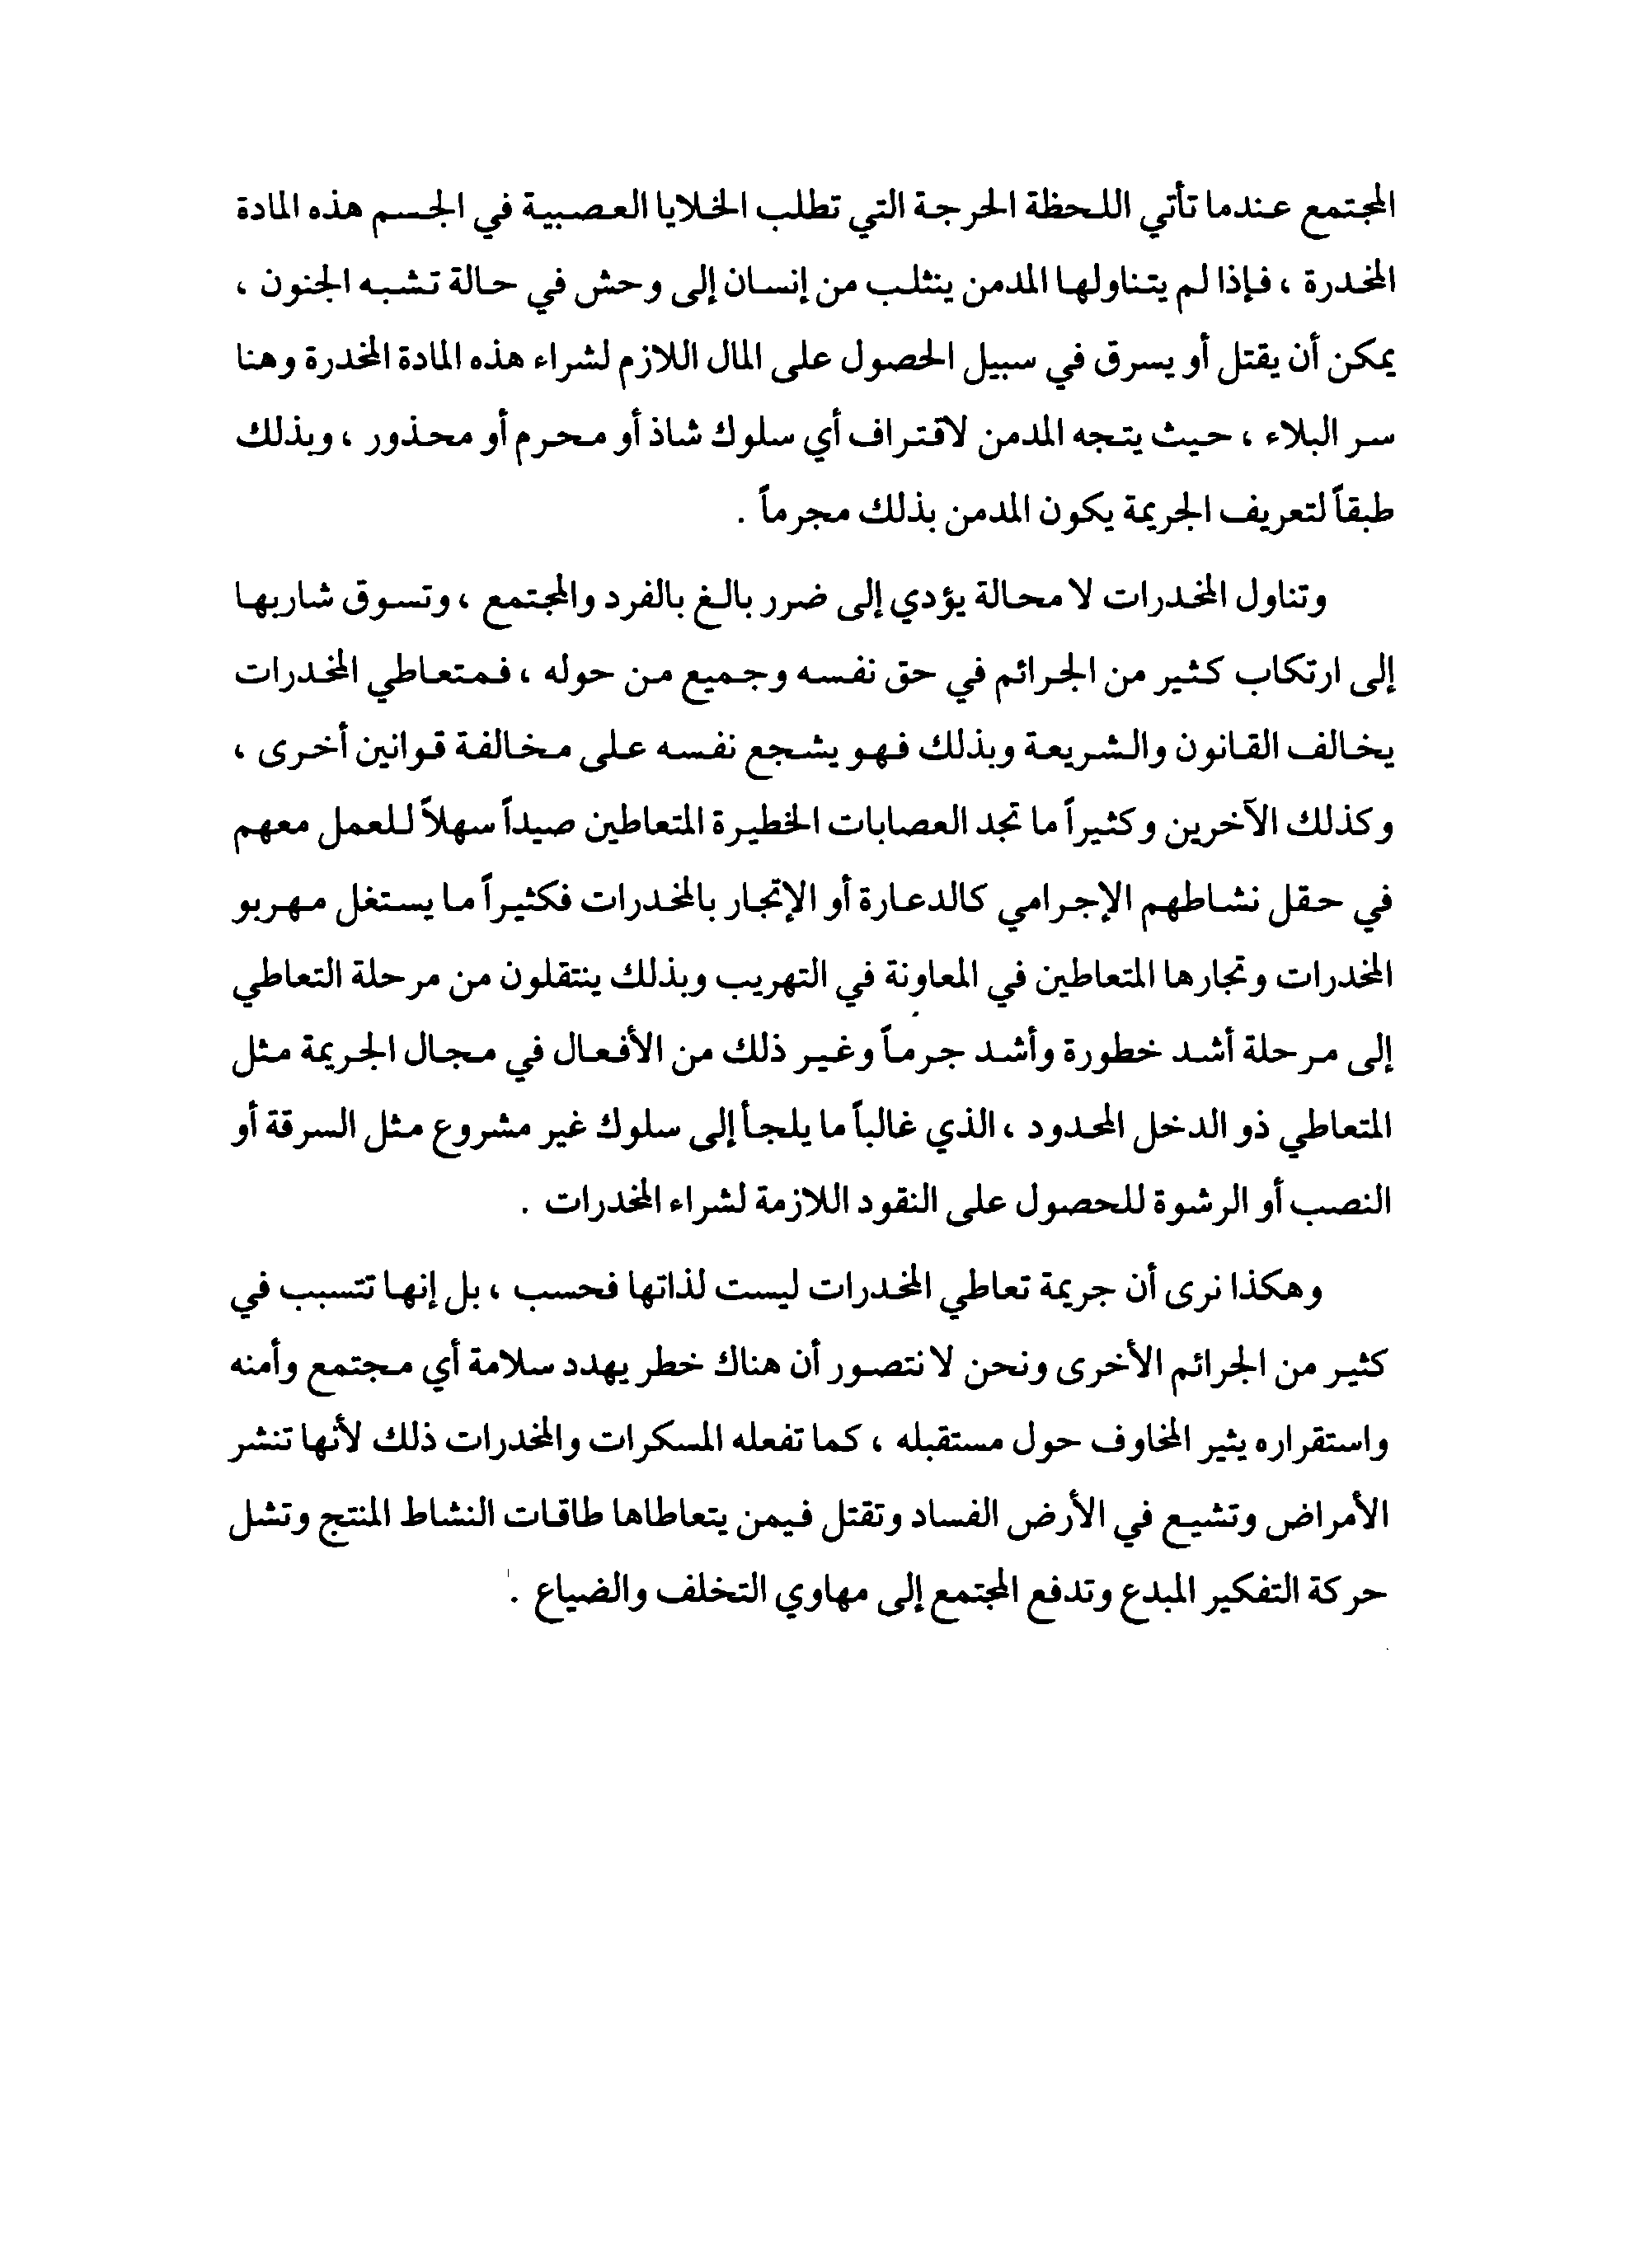 المجتمع عندما تأتي اللحظة الحرجة التي تطلب الخلايا العصبية في الجسم هذه المادة
المخدرة ، فإذا لم يتناولها المدمن ينثلب من إنسان إلى وحش في حالة تشبه الجنون ،
يمكن أن يقتل أو يسرق في سبيل الحصول على المال اللازم لشراء هذه المادة المخدرة وهنا
سر البلاء ، حيث يتجه المدمن لاقتراف أي سلوك شاذ أو محرم أو محذور ، وبذلك
طبقاً لتعريف الجريمة يكون المدمن بذلك مجرماً .
وتناول المخدرات لا محالة يؤدي إلى ضرر بالغ بالفرد والمجتمع ، وتسوق شاربها
إلى ارتكاب كثير من الجرائم في حق نفسه وجميع من حوله ، فمتعاطي المخدرات
يخالف القانون والشريعة وبذلك فهو يشجع نفسه على مخالفة قوانين أخرى ،
وكذلك الآخرين وكثيراً ما تجد العصابات الخطيرة المتعاطين صيداً سهلاً للعمل معهم
في حقل نشاطهم الإجرامي كالدعارة أو الإتجار بالمخدرات فكثيراً ما يستغل مهربو
المخدرات وتجارها المتعاطين في المعاونة في التهريب وبذلك ينتقلون من مرحلة التعاطي
إلى مرحلة أشد خطورة وأشد جرماً وغير ذلك من الأفعال في مجال الجريمة مثل
المتعاطي ذو الدخل المحدود ، الذي غالباً ما يلجأ إلى سلوك غير مشروع مثل السرقة أو
النصب أو الرشوة للحصول على النقود اللازمة لشراء المخدرات .
وهكذا نرى أن جريمة تعاطي المخدرات ليست لذاتها فحسب ، بل إنها تتسبب في
كثير من الجرائم الأخرى ونحن لا نتصور أن هناك خطر يهدد سلامة أي مجتمع وأمنه
واستقراره يثير المخاوف حول مستقبله ، كما تفعله المسكرات والمخدرات ذلك لأنها تنشر
الأمراض وتشيع في الأرض الفساد وتقتل فيمن يتعاطاها طاقات النشاط المنتج وتشل
حركة التفكير المبدع وتدفع المجتمع إلى مهاوي التخلف والضياع .